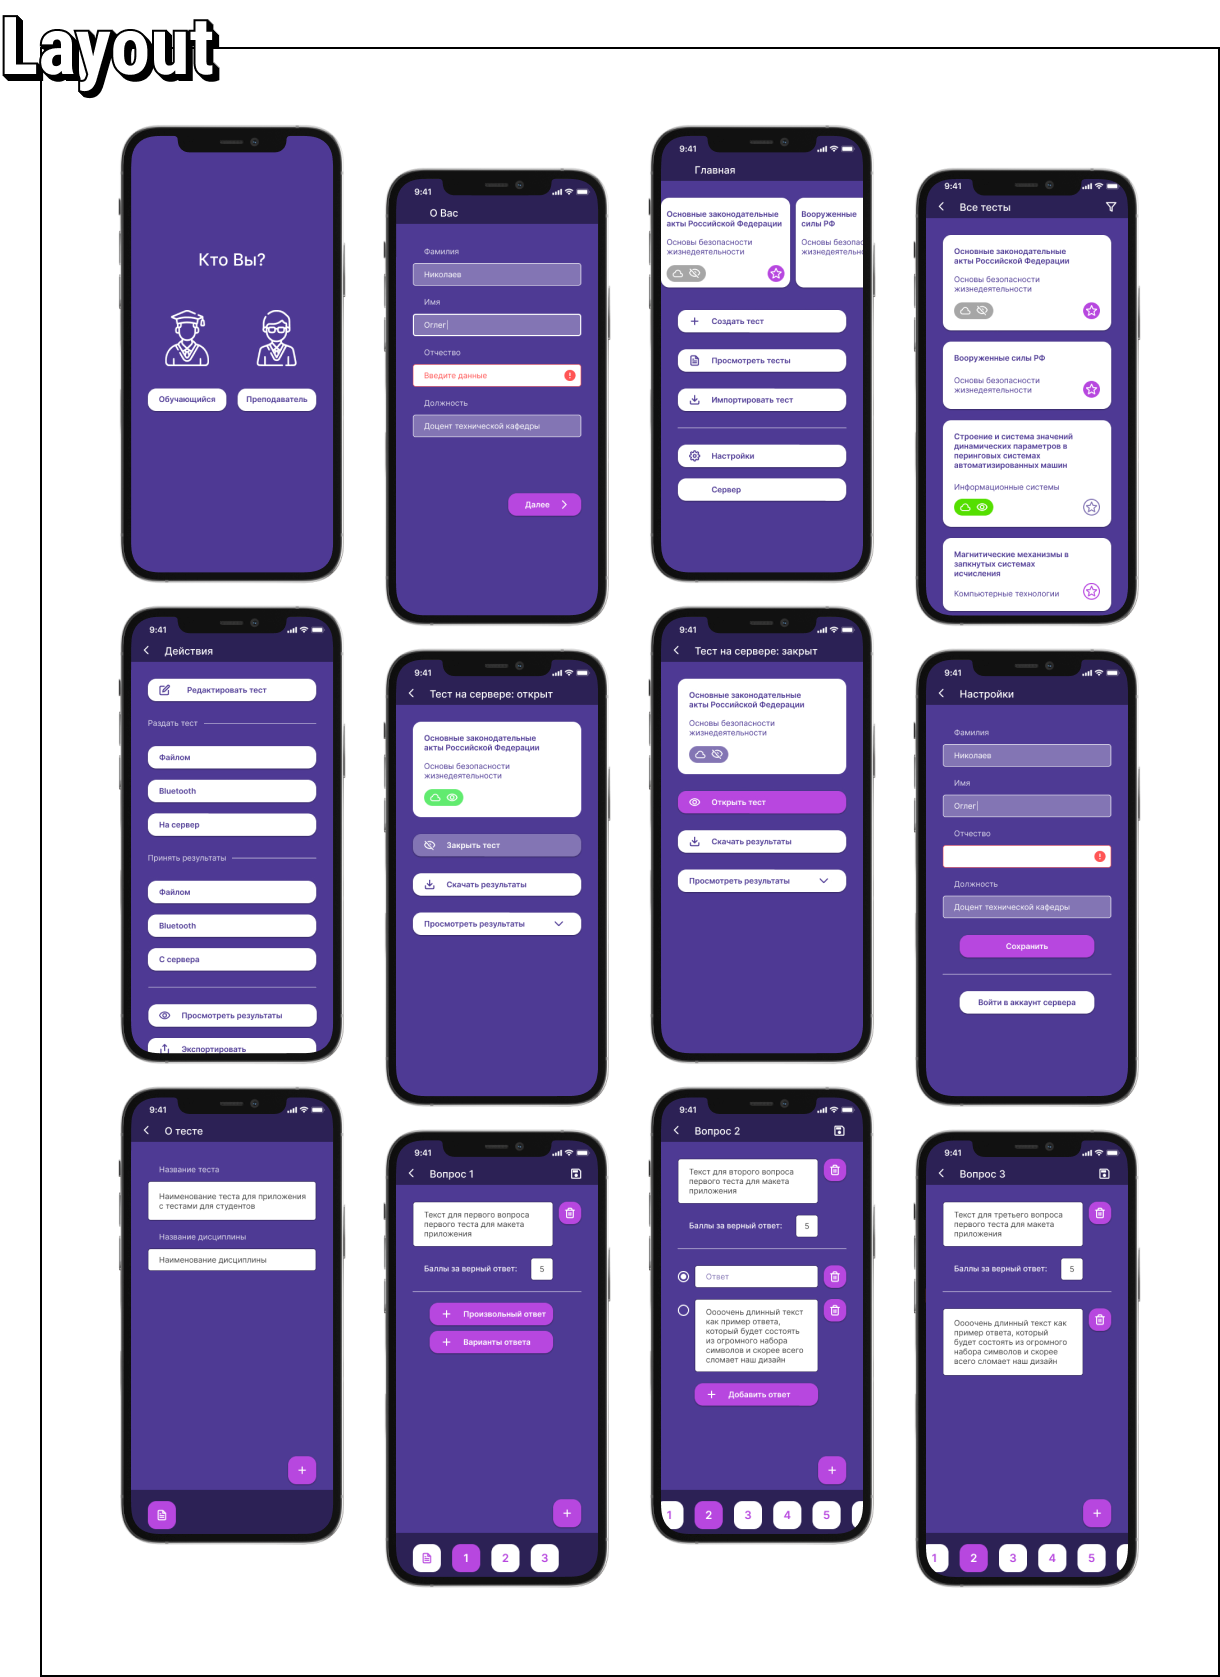 Layout
Кто Вы?
Обучающийся
Преподаватель
9:41
О Вас
Фамилия
Николаев
Имя
Оглег
Отчество
Введите данные
Должность
Доцент технической кафедры
Далее
9:41
Главная
Основные законодательные
акты Российской Федерации
Основы безопасности
жизнедеятельности
Вооруженные
силы РФ
Основы безопас
жизнедеятельн
Создать тест
Просмотреть тесты
Импортировать тест
Настройки
Сервер
9:41
Все тесты
Основные законодательные
акты Российской Федерации
Основы безопасности
жизнедеятельности
Вооруженные силы РФ
Основы безопасности
жизнедеятельности
Строение и система значений
динамических параметров в
перинговых системах
автоматизированных машин
Информационные системы
Магнитические механизмы в
запкнутых системах
исчисления
Компьютерные технологии
9:41
Действия
Редактировать тест
Раздать тест
Файлом
Bluetooth
На сервер
Принять результаты
Файлом
Bluetooth
С сервера
Просмотреть результаты
Экспортировать
9:41
Тест на сервере: открыт
Основные законодательные
акты Российской Федерации
Основы безопасности
жизнедеятельности
Закрыть тест
Скачать результаты
Просмотреть результаты
9:41
Тест на сервере: закрыт
Основные законодательные
акты Российской Федерации
Основы безопасности
жизнедеятельности
Открыть тест
Скачать результаты
Просмотреть результаты
9:41
Настройки
Фамилия
Николаев
Имя
Оглег
Отчество
Должность
Доцент технической кафедры
Сохранить
Войти в аккаунт сервера
9:41
О тесте
Название теста
Наименование теста для приложения
с тестами для студентов
Название дисциплины
Наименование дисциплины
9:41
Вопрос 1
Текст для первого вопроса
первого теста для макета
приложения
Баллы за верный ответ: 5
Произвольный ответ
Варианты ответа
1 2 3
9:41
Вопрос 2
Текст для второго вопроса
первого теста для макета
приложения
Баллы за верный ответ: 5
Ответ
Оооочень длинный текст
как пример ответа,
который будет состоять
из огромного набора
символов и скорее всего
сломает наш дизайн
Добавить ответ
1 2 3 4 5
9:41
Вопрос 3
Текст для третьего вопроса
первого теста для макета
приложения
Баллы за верный ответ: 5
Оооочень длинный текст как
пример ответа, который
будет состоять из огромного
набора символов и скорее
всего сломает наш дизайн
1 2 3 4 5